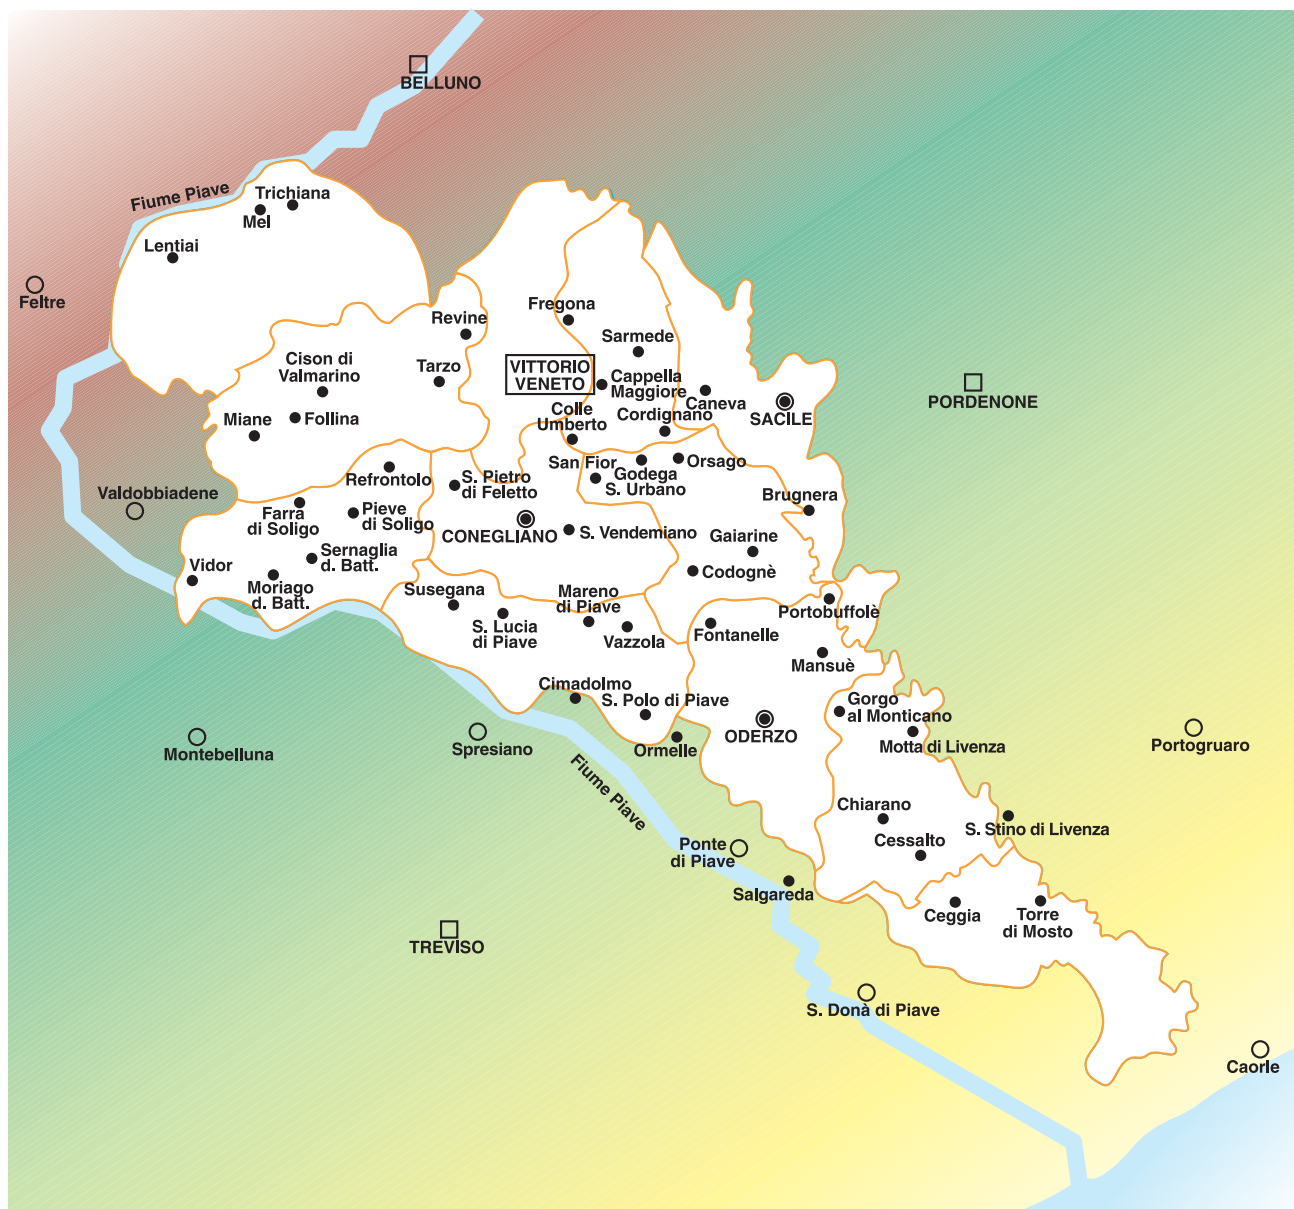 BELLUNO
Fiume Piave
Trichiana
Mel
Lentiai
Feltre
Fregona
Revine
Sarmede
Cison di
Valmarino
Tarzo
VITTORIO
VENETO
Cappella
Maggiore
Caneva
SACILE
PORDENONE
Miane
Follina
Colle
Umberto
Cordignano
Refrontolo
S. Pietro
di Feletto
San Fior
Godega
S. Urbano
Orsago
Valdobbiadene
Brugnera
Farra
di Soligo
Pieve
di Soligo
CONEGLIANO
S. Vendemiano
Gaiarine
Sernaglia
d. Batt.
Vidor
Moriago
d. Batt.
Codognè
Susegana
Mareno
di Piave
Portobuffolè
S. Lucia
di Piave
Vazzola
Fontanelle
Mansuè
Cimadolmo
S. Polo di Piave
Gorgo
al Monticano
ODERZO
Motta di Livenza
Montebelluna
Spresiano
Ormelle
Portogruaro
Fiume Piave
Chiarano
S. Stino di Livenza
Cessalto
Ponte
di Piave
Salgareda
Ceggia
Torre
di Mosto
TREVISO
S. Donà di Piave
Caorle